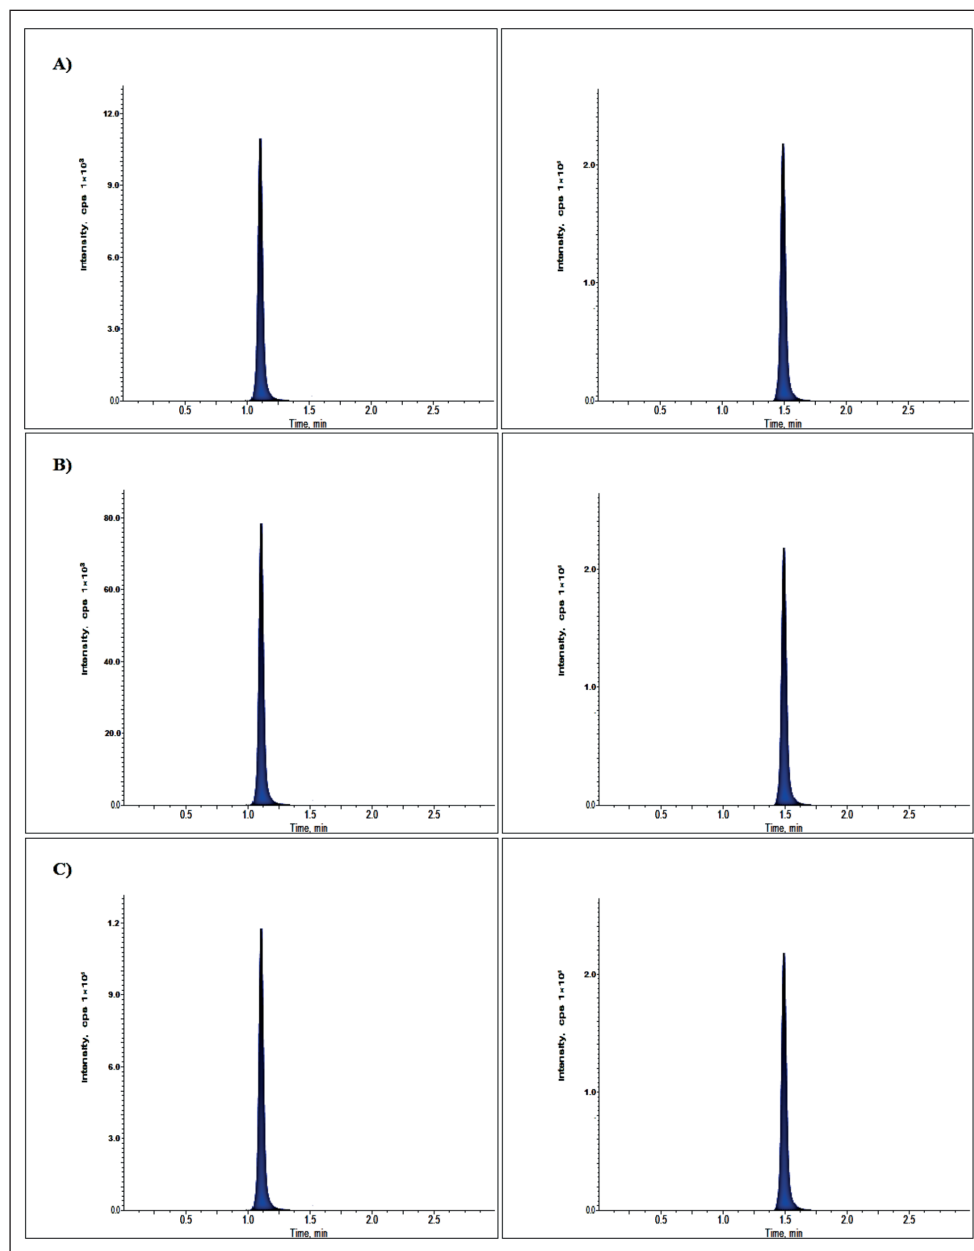 A)
Intensity, cps 1×10³
12.0
9.0
6.0
3.0
0.0
0.5 1.0 1.5 2.0 2.5
Time, min
Intensity, cps 1×10⁵
2.0
1.0
0.0
0.5 1.0 1.5 2.0 2.5
Time, min
B)
Intensity, cps 1×10³
80.0
60.0
40.0
20.0
0.0
0.5 1.0 1.5 2.0 2.5
Time, min
Intensity, cps
2.0
1.0
0.0
0.5 1.0 1.5 2.0 2.5
Time, min
C)
Intensity, cps
1.2
9.0
6.0
3.0
0.0
0.5 1.0 1.5 2.0 2.5
Time, min
Intensity, cps
2.0
1.0
0.0
0.5 1.0 1.5 2.0 2.5
Time, min